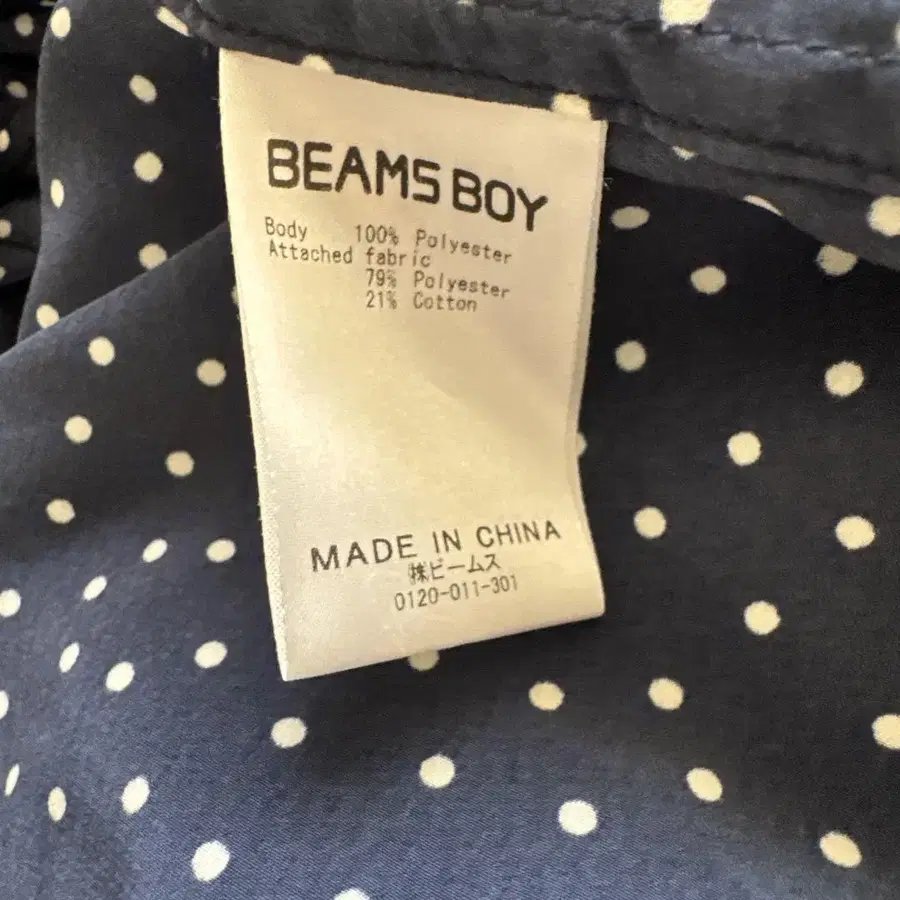 BEAMS BOY
Body 100% Polyester
Attached fabric
79% Polyester
21% Cotton
MADE IN CHINA
㈱ビームス
0120-011-301